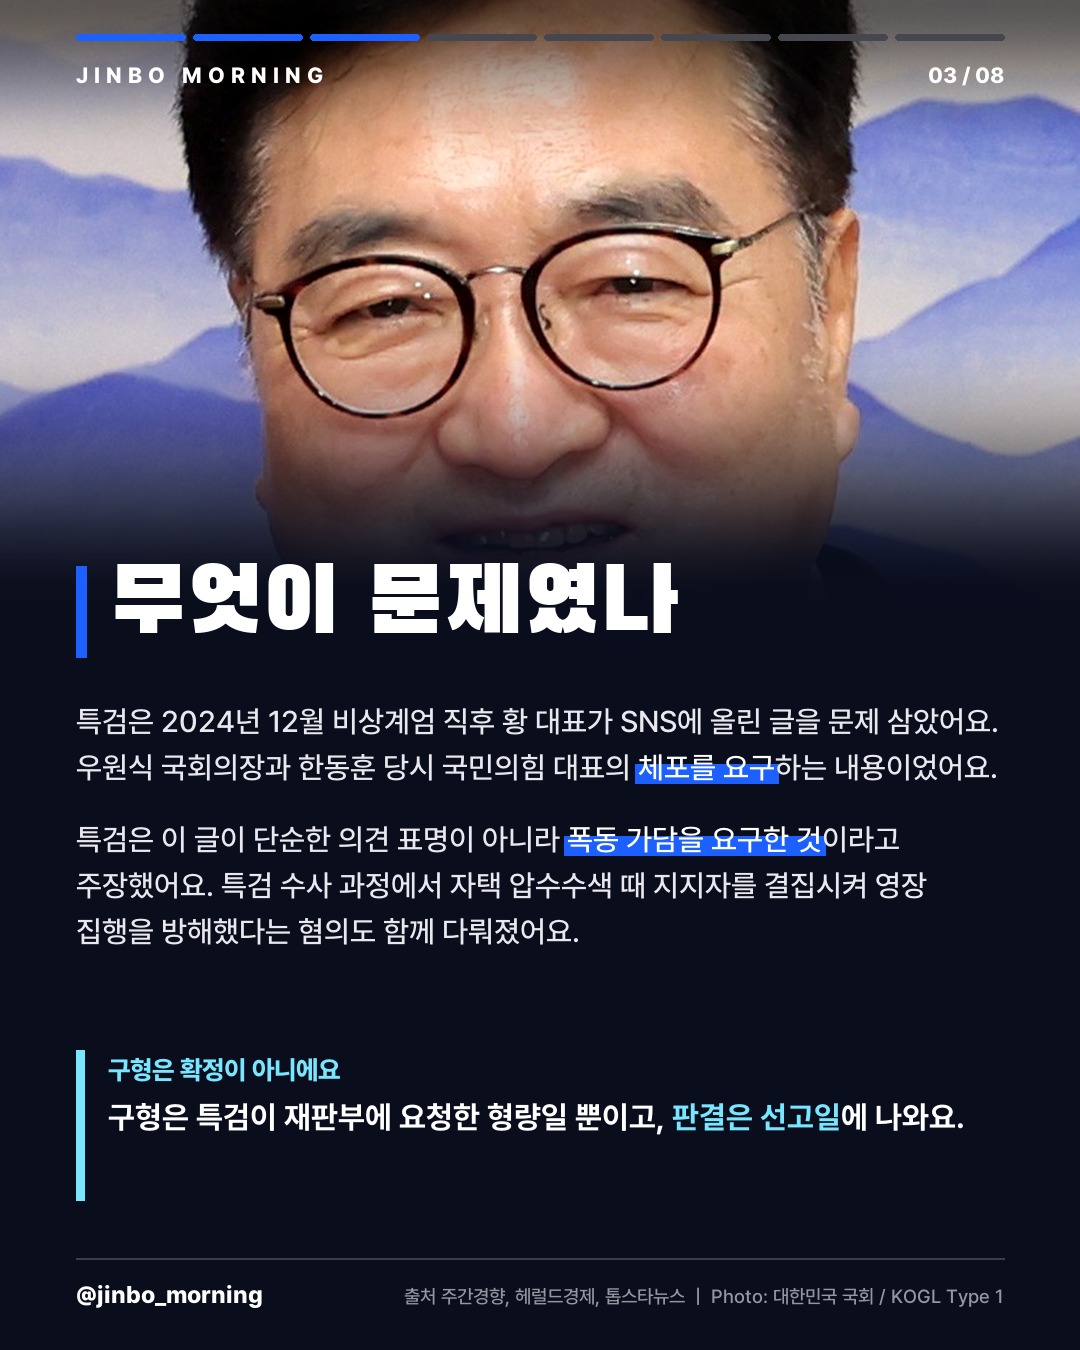 JINBO MORNING
03 / 08
무엇이 문제였나
특검은 2024년 12월 비상계엄 직후 황 대표가 SNS에 올린 글을 문제 삼았어요.
우원식 국회의장과 한동훈 당시 국민의힘 대표의 체포를 요구하는 내용이었어요.
특검은 이 글이 단순한 의견 표명이 아니라 폭동 가담을 요구한 것이라고
주장했어요. 특검 수사 과정에서 자택 압수수색 때 지지자를 결집시켜 영장
집행을 방해했다는 혐의도 함께 다뤄졌어요.
구형은 확정이 아니에요
구형은 특검이 재판부에 요청한 형량일 뿐이고, 판결은 선고일에 나와요.
@jinbo_morning
출처 주간경향, 헤럴드경제, 톱스타뉴스 | Photo: 대한민국 국회 / KOGL Type 1